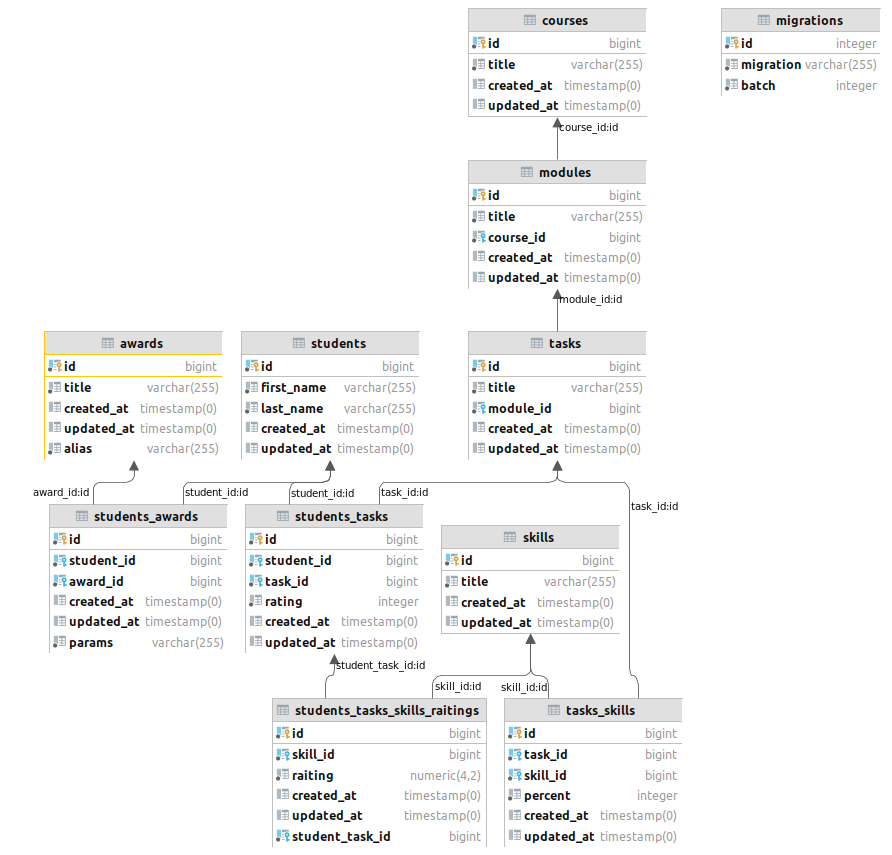 courses
id bigint
title varchar(255)
created_at timestamp(0)
updated_at timestamp(0)
migrations
id integer
migration varchar(255)
batch integer
course_id:id
modules
id bigint
title varchar(255)
course_id bigint
created_at timestamp(0)
updated_at timestamp(0)
module_id:id
awards
id bigint
title varchar(255)
created_at timestamp(0)
updated_at timestamp(0)
alias varchar(255)
students
id bigint
first_name varchar(255)
last_name varchar(255)
created_at timestamp(0)
updated_at timestamp(0)
tasks
id bigint
title varchar(255)
module_id bigint
created_at timestamp(0)
updated_at timestamp(0)
award_id:id
student_id:id
student_id:id
task_id:id
task_id:id
students_awards
id bigint
student_id bigint
award_id bigint
created_at timestamp(0)
updated_at timestamp(0)
params varchar(255)
students_tasks
id bigint
student_id bigint
task_id bigint
rating integer
created_at timestamp(0)
updated_at timestamp(0)
skills
id bigint
title varchar(255)
created_at timestamp(0)
updated_at timestamp(0)
student_task_id:id
skill_id:id
skill_id:id
students_tasks_skills_raitings
id bigint
skill_id bigint
raiting numeric(4,2)
created_at timestamp(0)
updated_at timestamp(0)
student_task_id bigint
tasks_skills
id bigint
task_id bigint
skill_id bigint
percent integer
created_at timestamp(0)
updated_at timestamp(0)